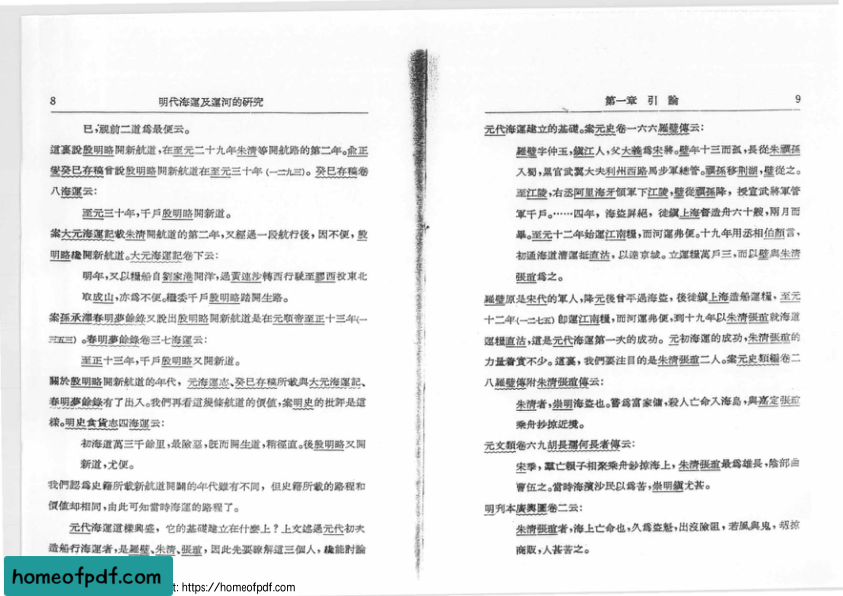 8 明代海運及運河的研究
已,視前二道爲最便云。
這裏說殷明略開新航道,在至元二十九年朱清等開航路的第二年。俞正
燮癸巳存稿曾說殷明略開新航道在至元三十年(一二九三)。癸巳存稿卷
八海運云:
至元三十年,千戶殷明略開新道。
案大元海運記載朱清開航道的第二年,又經過一段航行後,因不便,殷
明略纔開新航道。大元海運記卷下云:
明年,又以糧船自劉家港開洋,過黃連沙轉西行駛至膠西投東北
取成山,亦爲不便。繼委千戶殷明略踏開生路。
案孫承澤春明夢餘錄又說出殷明略開新航道是在元順帝至正十三年(一
三五三)。春明夢餘錄卷三七海運云:
至正十三年,千戶殷明略又開新道。
關於殷明略開新航道的年代,元海運志、癸巳存稿所載與大元海運記、
春明夢餘錄有了出入。我們再看這幾條航道的價值,案明史的批評是這
樣。明史食貨志四海運云:
初海道萬三千餘里,最險惡,旣而開生道,稍徑直。後殷明略又開
新道,尤便。
我們認爲史籍所載新航道開闢的年代雖有不同,但史籍所載的路程和
價值却相同,由此可知當時海運的路程了。
元代海運這樣興盛,它的基礎建立在什麽上?上文述過元代初次
造船行海運者,是羅璧、朱清、張瑄,因此先要瞭解這三個人,纔能討論
第一章 引論 9
元代海運建立的基礎。案元史卷一六六羅璧傳云:
羅璧字仲玉,鎭江人,父大義爲宋將。璧年十三而孤,長從朱禩孫
入蜀,累官武翼大夫利州西路馬步軍總管。禩孫移荆湖,璧從之。
至江陵,右丞阿里海牙領軍下江陵,璧從禩孫降,授宣武將軍管
軍千戶。……四年,海盜屏絕,徙鎭上海督造舟六十艘,兩月而
畢。至元十二年始運江南糧,而河運弗便。十九年用丞相伯顏言,
初通海道漕運抵直沽,以達京城。立運糧萬戶三,而以璧與朱清
張瑄爲之。
羅璧原是宋代的軍人,降元後曾平過海盜,後徙鎭上海造船運糧,至元
十二年(一二七五)卽運江南糧,而河運弗便,到十九年以朱清張瑄就海道
運糧直沽,這是元代海運第一次的成功。元初海運的成功,朱清張瑄的
力量着實不少。這裏,我們要注目的是朱清張瑄二人。案元史類編卷二
八羅璧傳附朱清張瑄傳云:
朱清者,崇明海盜也。嘗爲富家傭,殺人亡命入海島,與嘉定張瑄
乘舟鈔掠近境。
元文類卷六九胡長孺何長者傳云:
宋季,羣亡賴子相聚乘舟鈔掠海上,朱清張瑄最爲雄長,陰部曲
曹伍之。當時海濱沙民以爲苦,崇明鎭尤甚。
明刋本廣輿圖卷二云:
朱清張瑄者,海上亡命也,久爲盜魁,出沒險阻,若風與鬼,刼掠
商販,人甚苦之。
homeofpdf.com
t: https://homeofpdf.com